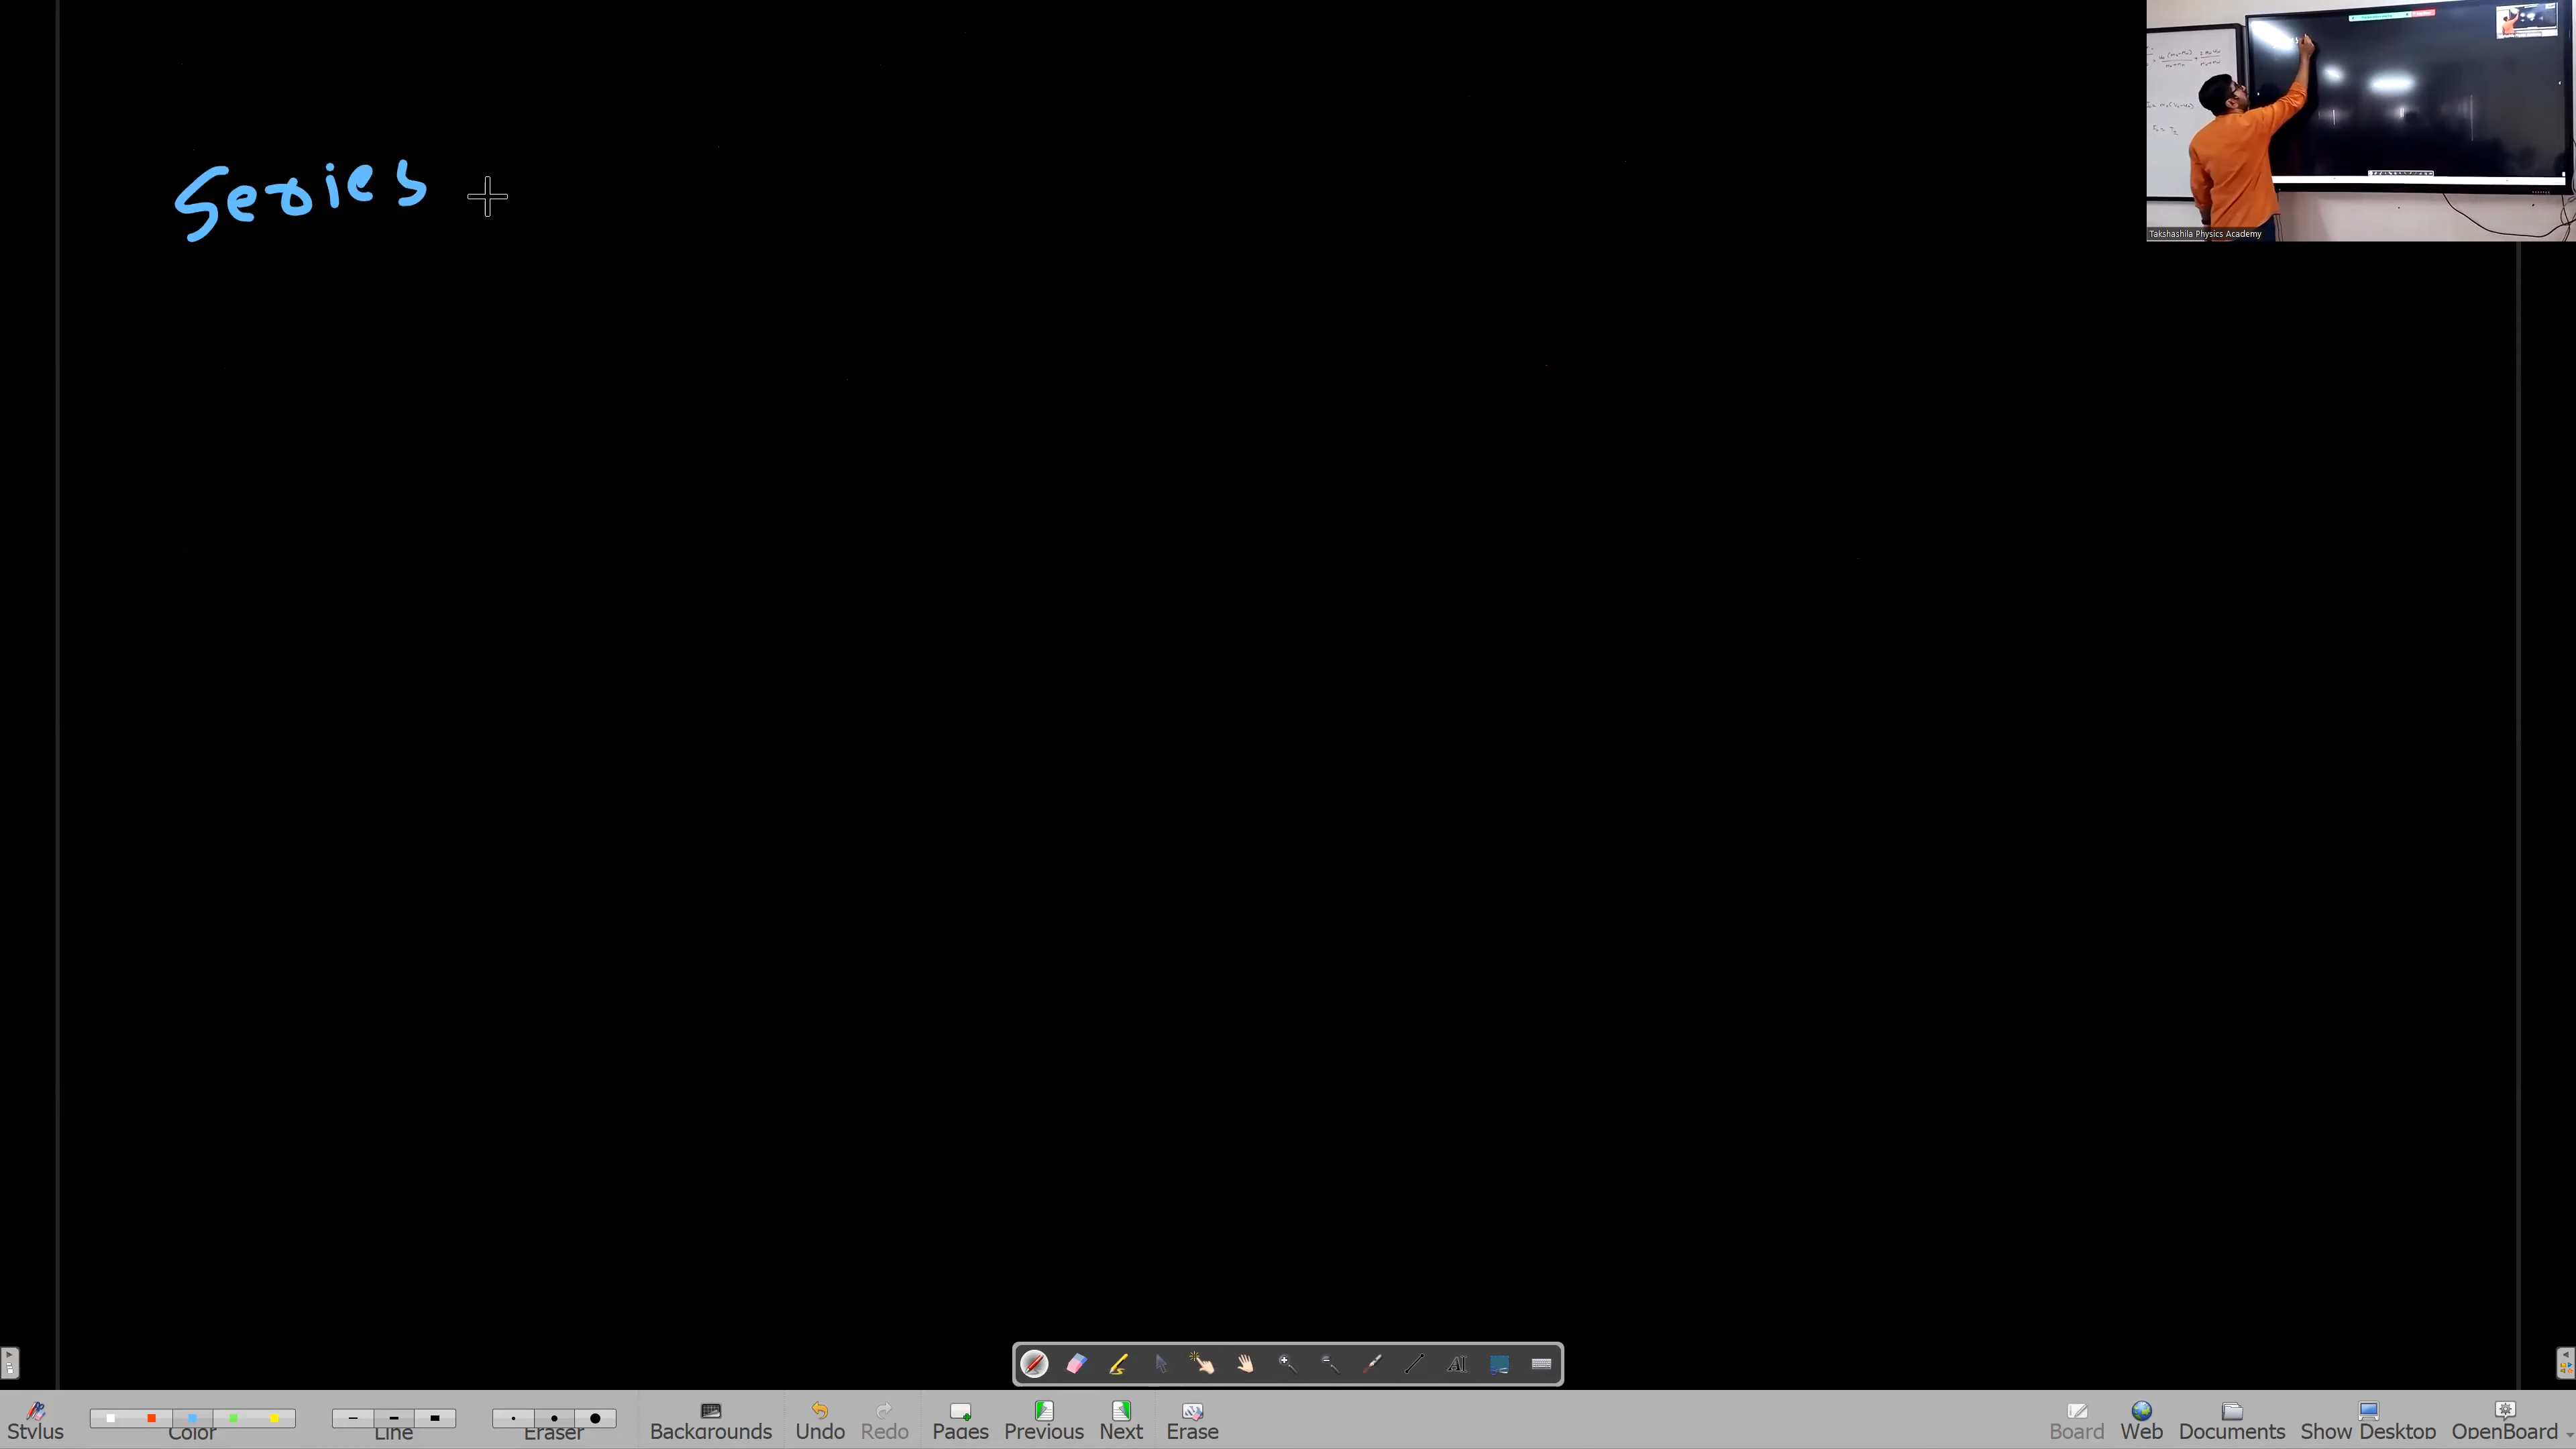 Series
Takshashila Physics Academy
Stylus
Color
Line
Eraser
Backgrounds
Undo
Redo
Pages
Previous
Next
Erase
Board
Web
Documents
Show Desktop
OpenBoard